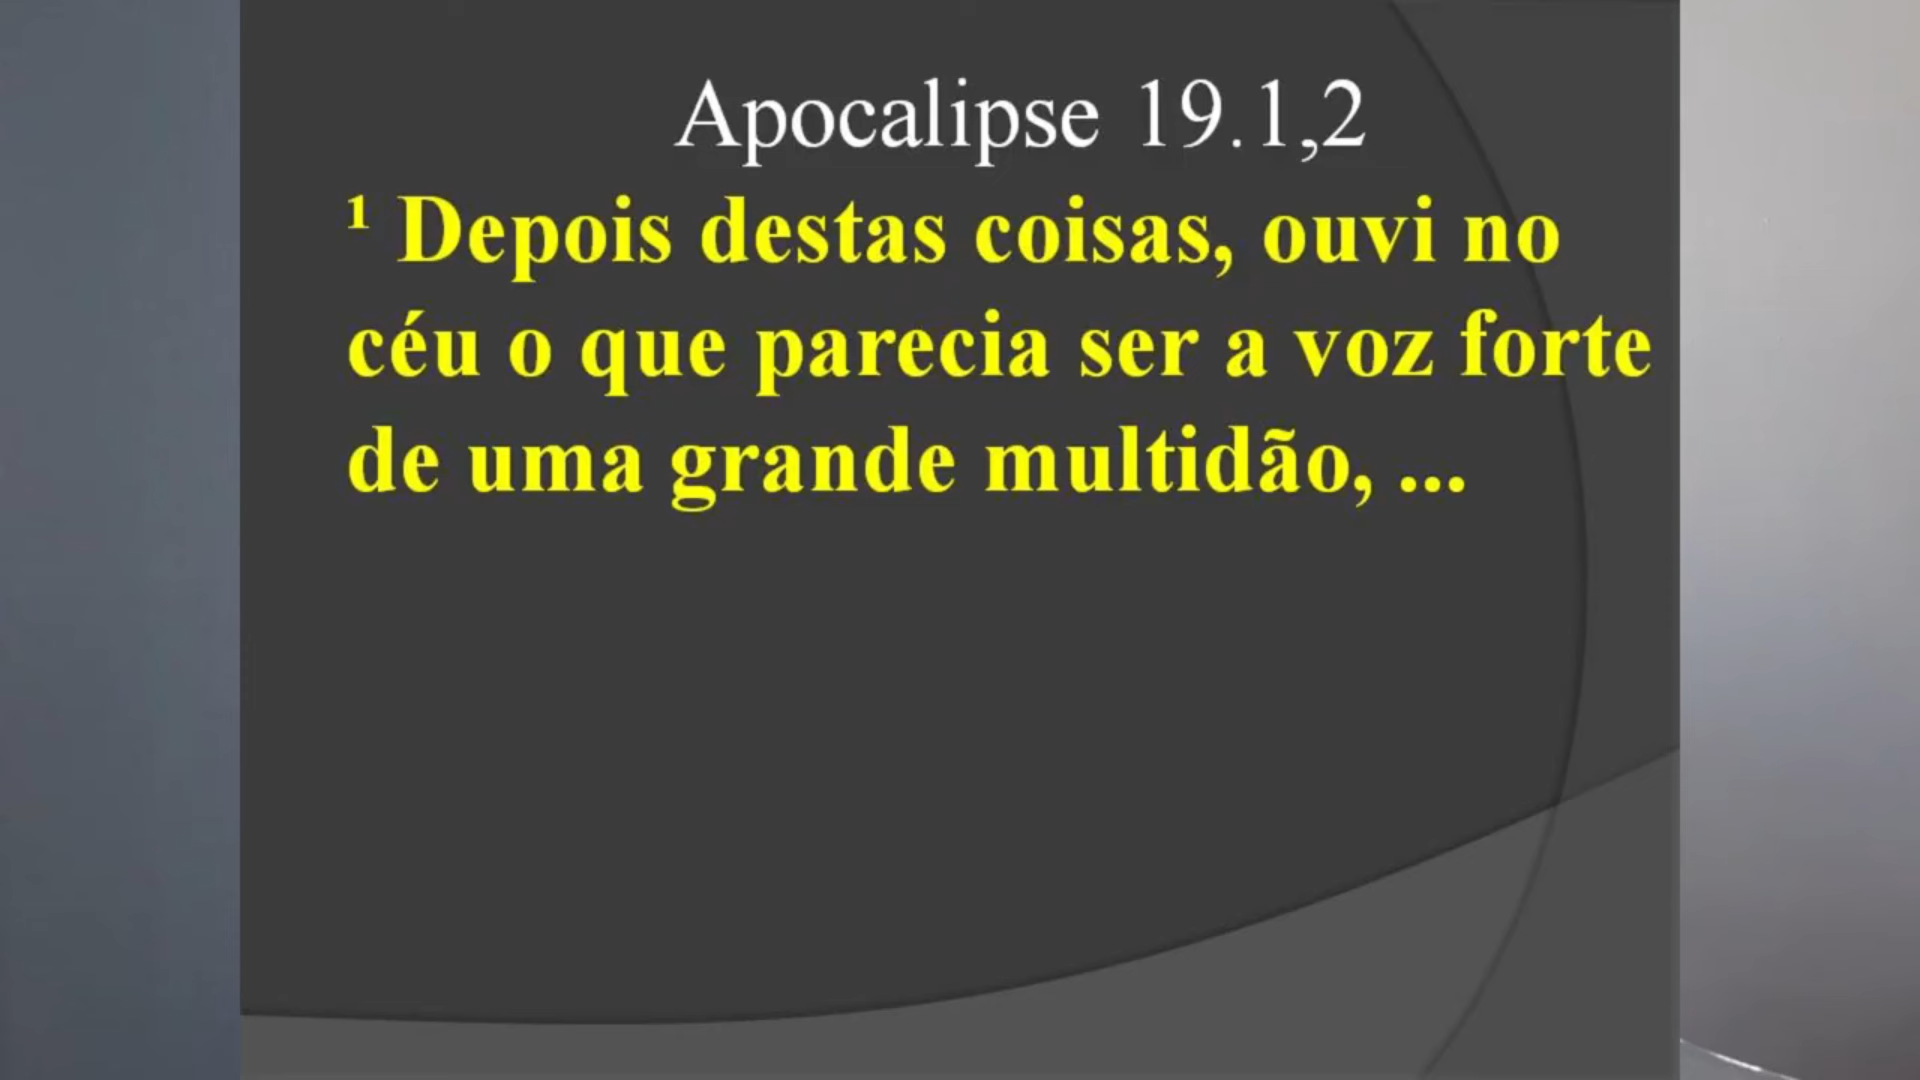 Apocalipse 19.1,2
¹ Depois destas coisas, ouvi no
céu o que parecia ser a voz forte
de uma grande multidão, ...